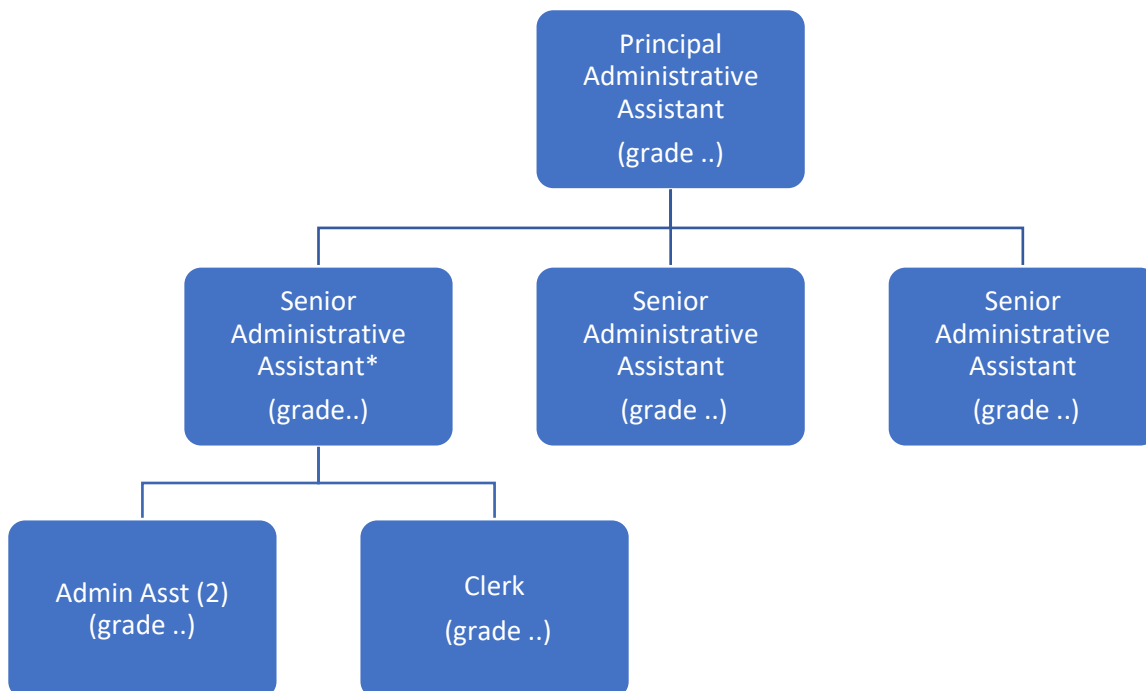 Principal
Administrative
Assistant
(grade ..)
Senior
Administrative
Assistant*
(grade..)
Senior
Administrative
Assistant
(grade ..)
Senior
Administrative
Assistant
(grade ..)
Admin Asst (2)
(grade ..)
Clerk
(grade ..)